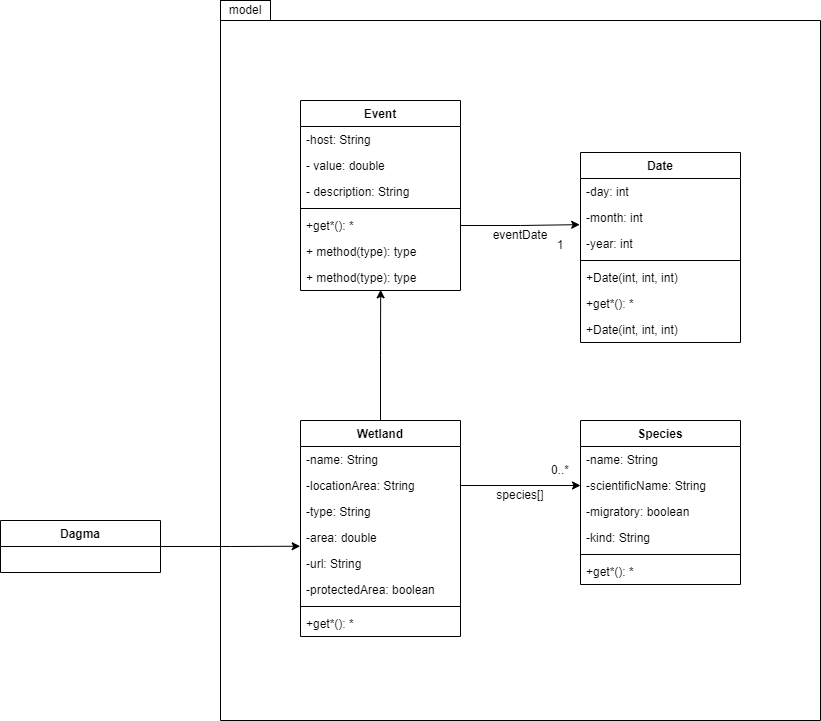 model
Event
-host: String
- value: double
- description: String
+get*(): *
+ method(type): type
+ method(type): type
eventDate
1
Date
-day: int
-month: int
-year: int
+Date(int, int, int)
+get*(): *
+Date(int, int, int)
Wetland
-name: String
-locationArea: String
-type: String
-area: double
-url: String
-protectedArea: boolean
+get*(): *
0..*
species[]
Species
-name: String
-scientificName: String
-migratory: boolean
-kind: String
+get*(): *
Dagma